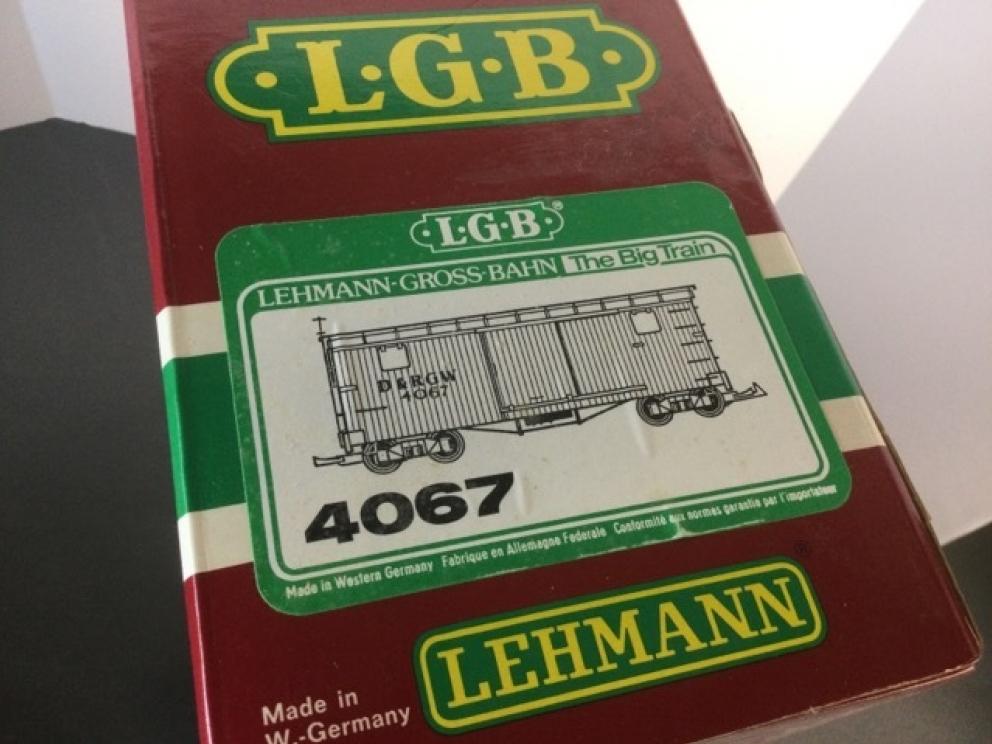 L·G·B
L·G·B®
LEHMANN-GROSS-BAHN The Big Train
D&RGW
4067
4067
Made in Western Germany Fabrique en Allemagne Federale Conformité aux normes garantie par l'importateur
LEHMANN®
Made in
W.-Germany